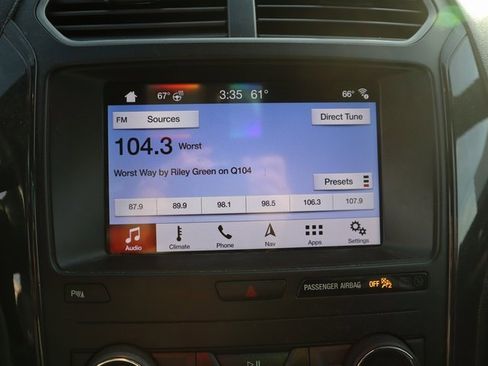 67° 3:35 61° 66°
FM Sources Direct Tune
104.3 Worst
Worst Way by Riley Green on Q104
Presets
87.9 89.9 98.1 98.5 106.3 107.9
Audio Climate Phone Nav Apps Settings
PASSENGER AIRBAG OFF